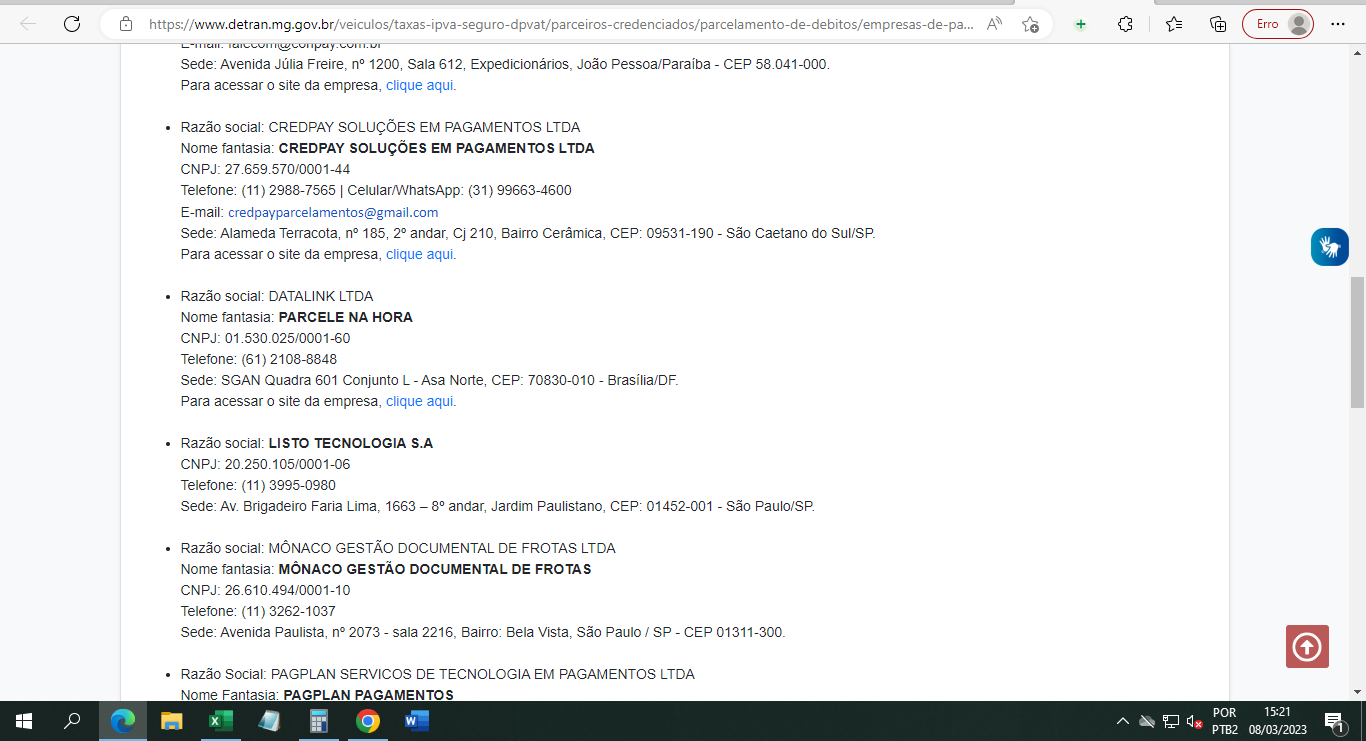 https://www.detran.mg.gov.br/veiculos/taxas-ipva-seguro-dpvat/parceiros-credenciados/parcelamento-de-debitos/empresas-de-pa...
Erro
E-mail: falecom@conpay.com.br
Sede: Avenida Júlia Freire, nº 1200, Sala 612, Expedicionários, João Pessoa/Paraíba - CEP 58.041-000.
Para acessar o site da empresa, clique aqui.
• Razão social: CREDPAY SOLUÇÕES EM PAGAMENTOS LTDA
Nome fantasia: CREDPAY SOLUÇÕES EM PAGAMENTOS LTDA
CNPJ: 27.659.570/0001-44
Telefone: (11) 2988-7565 | Celular/WhatsApp: (31) 99663-4600
E-mail: credpayparcelamentos@gmail.com
Sede: Alameda Terracota, nº 185, 2º andar, Cj 210, Bairro Cerâmica, CEP: 09531-190 - São Caetano do Sul/SP.
Para acessar o site da empresa, clique aqui.
• Razão social: DATALINK LTDA
Nome fantasia: PARCELE NA HORA
CNPJ: 01.530.025/0001-60
Telefone: (61) 2108-8848
Sede: SGAN Quadra 601 Conjunto L - Asa Norte, CEP: 70830-010 - Brasília/DF.
Para acessar o site da empresa, clique aqui.
• Razão social: LISTO TECNOLOGIA S.A
CNPJ: 20.250.105/0001-06
Telefone: (11) 3995-0980
Sede: Av. Brigadeiro Faria Lima, 1663 – 8º andar, Jardim Paulistano, CEP: 01452-001 - São Paulo/SP.
• Razão social: MÔNACO GESTÃO DOCUMENTAL DE FROTAS LTDA
Nome fantasia: MÔNACO GESTÃO DOCUMENTAL DE FROTAS
CNPJ: 26.610.494/0001-10
Telefone: (11) 3262-1037
Sede: Avenida Paulista, nº 2073 - sala 2216, Bairro: Bela Vista, São Paulo / SP - CEP 01311-300.
• Razão Social: PAGPLAN SERVICOS DE TECNOLOGIA EM PAGAMENTOS LTDA
Nome Fantasia: PAGPLAN PAGAMENTOS
POR 15:21
PTB2 08/03/2023 1